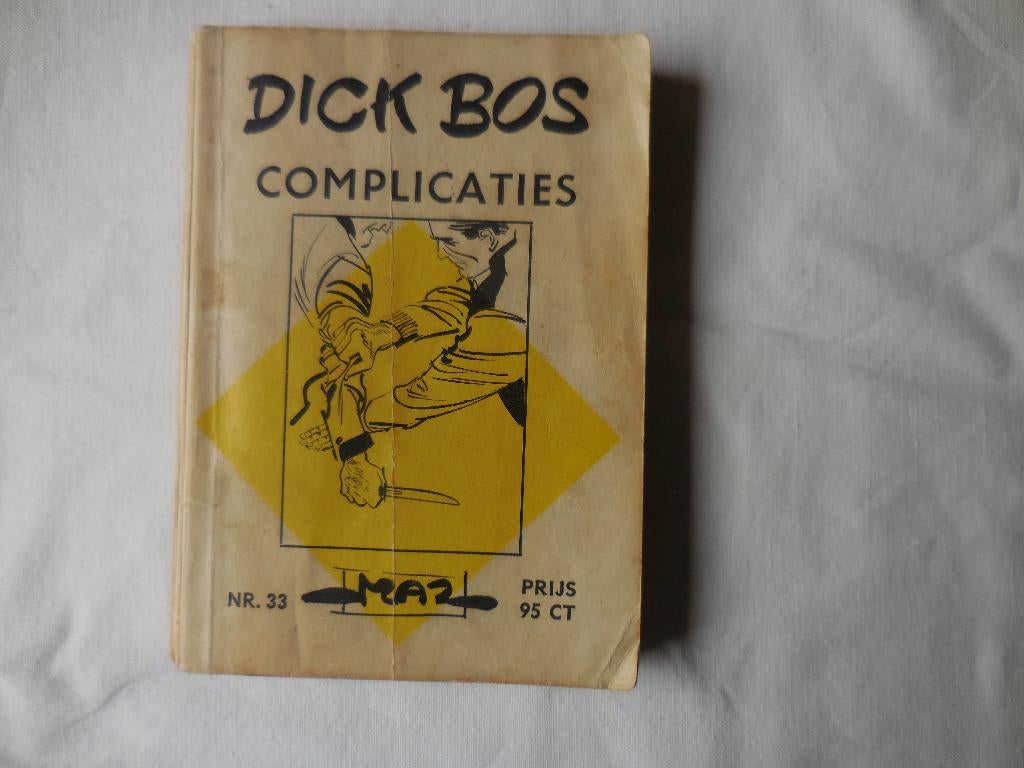 DICK BOS
COMPLICATIES
NR. 33
MAZ
PRIJS
95 CT